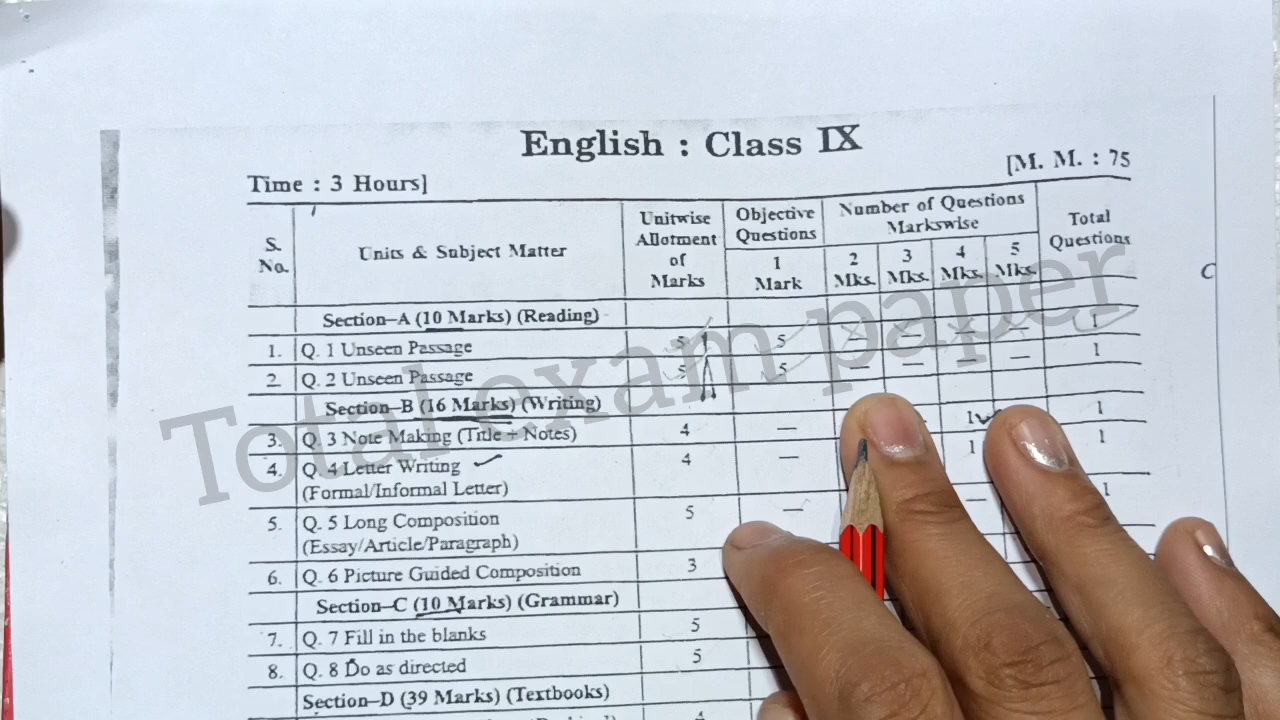 English : Class IX
Time : 3 Hours]
[M. M. : 75
S. No.
Units & Subject Matter
Unitwise Allotment of Marks
Objective Questions
Number of Questions Markswise
Total Questions
1 Mark
2 Mks.
3 Mks.
4 Mks.
5 Mks.
Section–A (10 Marks) (Reading)
1. Q. 1 Unseen Passage 5 5 — — — — 1
2. Q. 2 Unseen Passage 5 5 — — — 1
Section–B (16 Marks) (Writing)
3. Q. 3 Note Making (Title + Notes) 4 — 1 1
4. Q. 4 Letter Writing 4 — 1 1
(Formal/Informal Letter)
5. Q. 5 Long Composition 5 — — 1
(Essay/Article/Paragraph)
6. Q. 6 Picture Guided Composition 3
Section–C (10 Marks) (Grammar)
7. Q. 7 Fill in the blanks 5
8. Q. 8 Do as directed 5
Section–D (39 Marks) (Textbooks)
C
Total exam paper